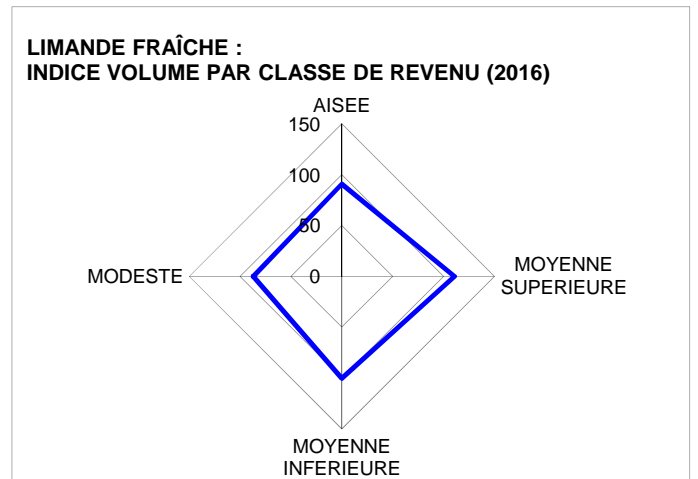 LIMANDE FRAÎCHE :
INDICE VOLUME PAR CLASSE DE REVENU (2016)
AISEE
150
100
50
0
MODESTE
MOYENNE
SUPERIEURE
MOYENNE
INFERIEURE